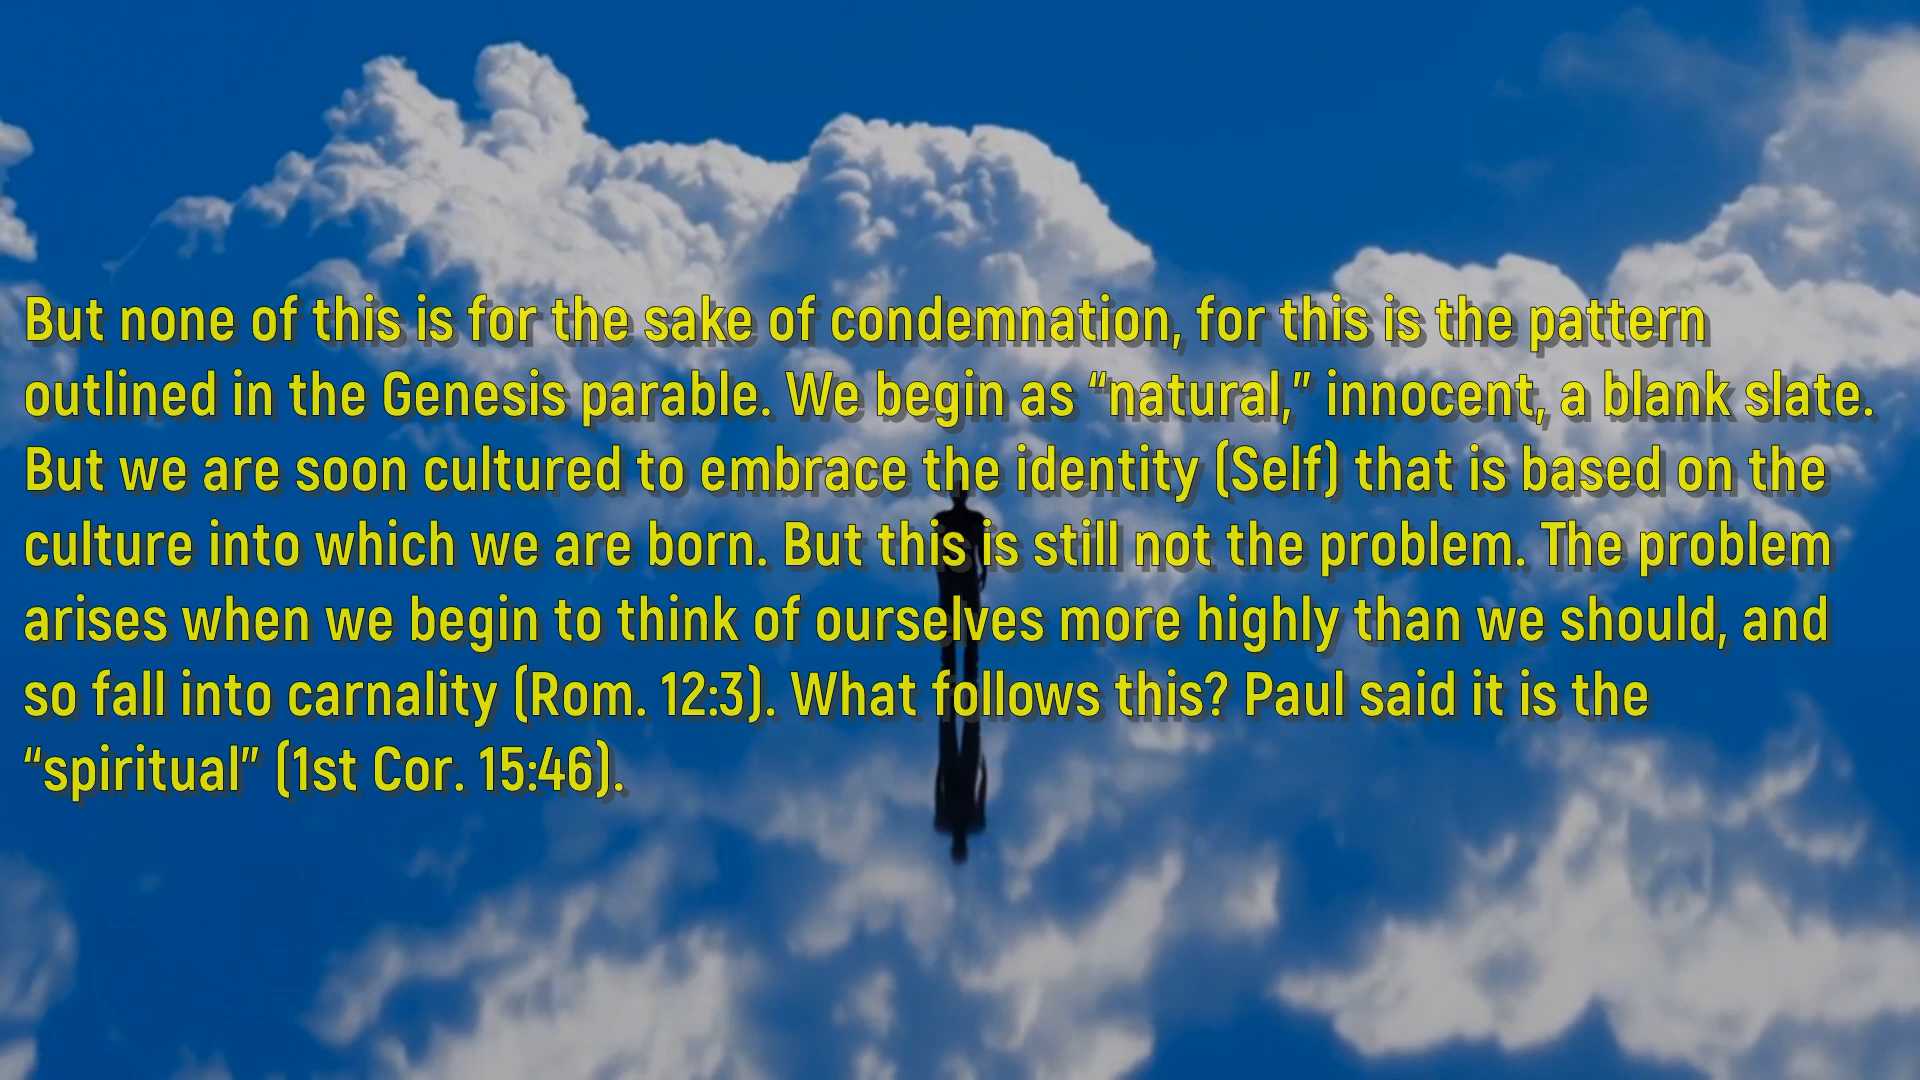 But none of this is for the sake of condemnation, for this is the pattern
outlined in the Genesis parable. We begin as “natural,” innocent, a blank slate.
But we are soon cultured to embrace the identity (Self) that is based on the
culture into which we are born. But this is still not the problem. The problem
arises when we begin to think of ourselves more highly than we should, and
so fall into carnality (Rom. 12:3). What follows this? Paul said it is the
“spiritual” (1st Cor. 15:46).